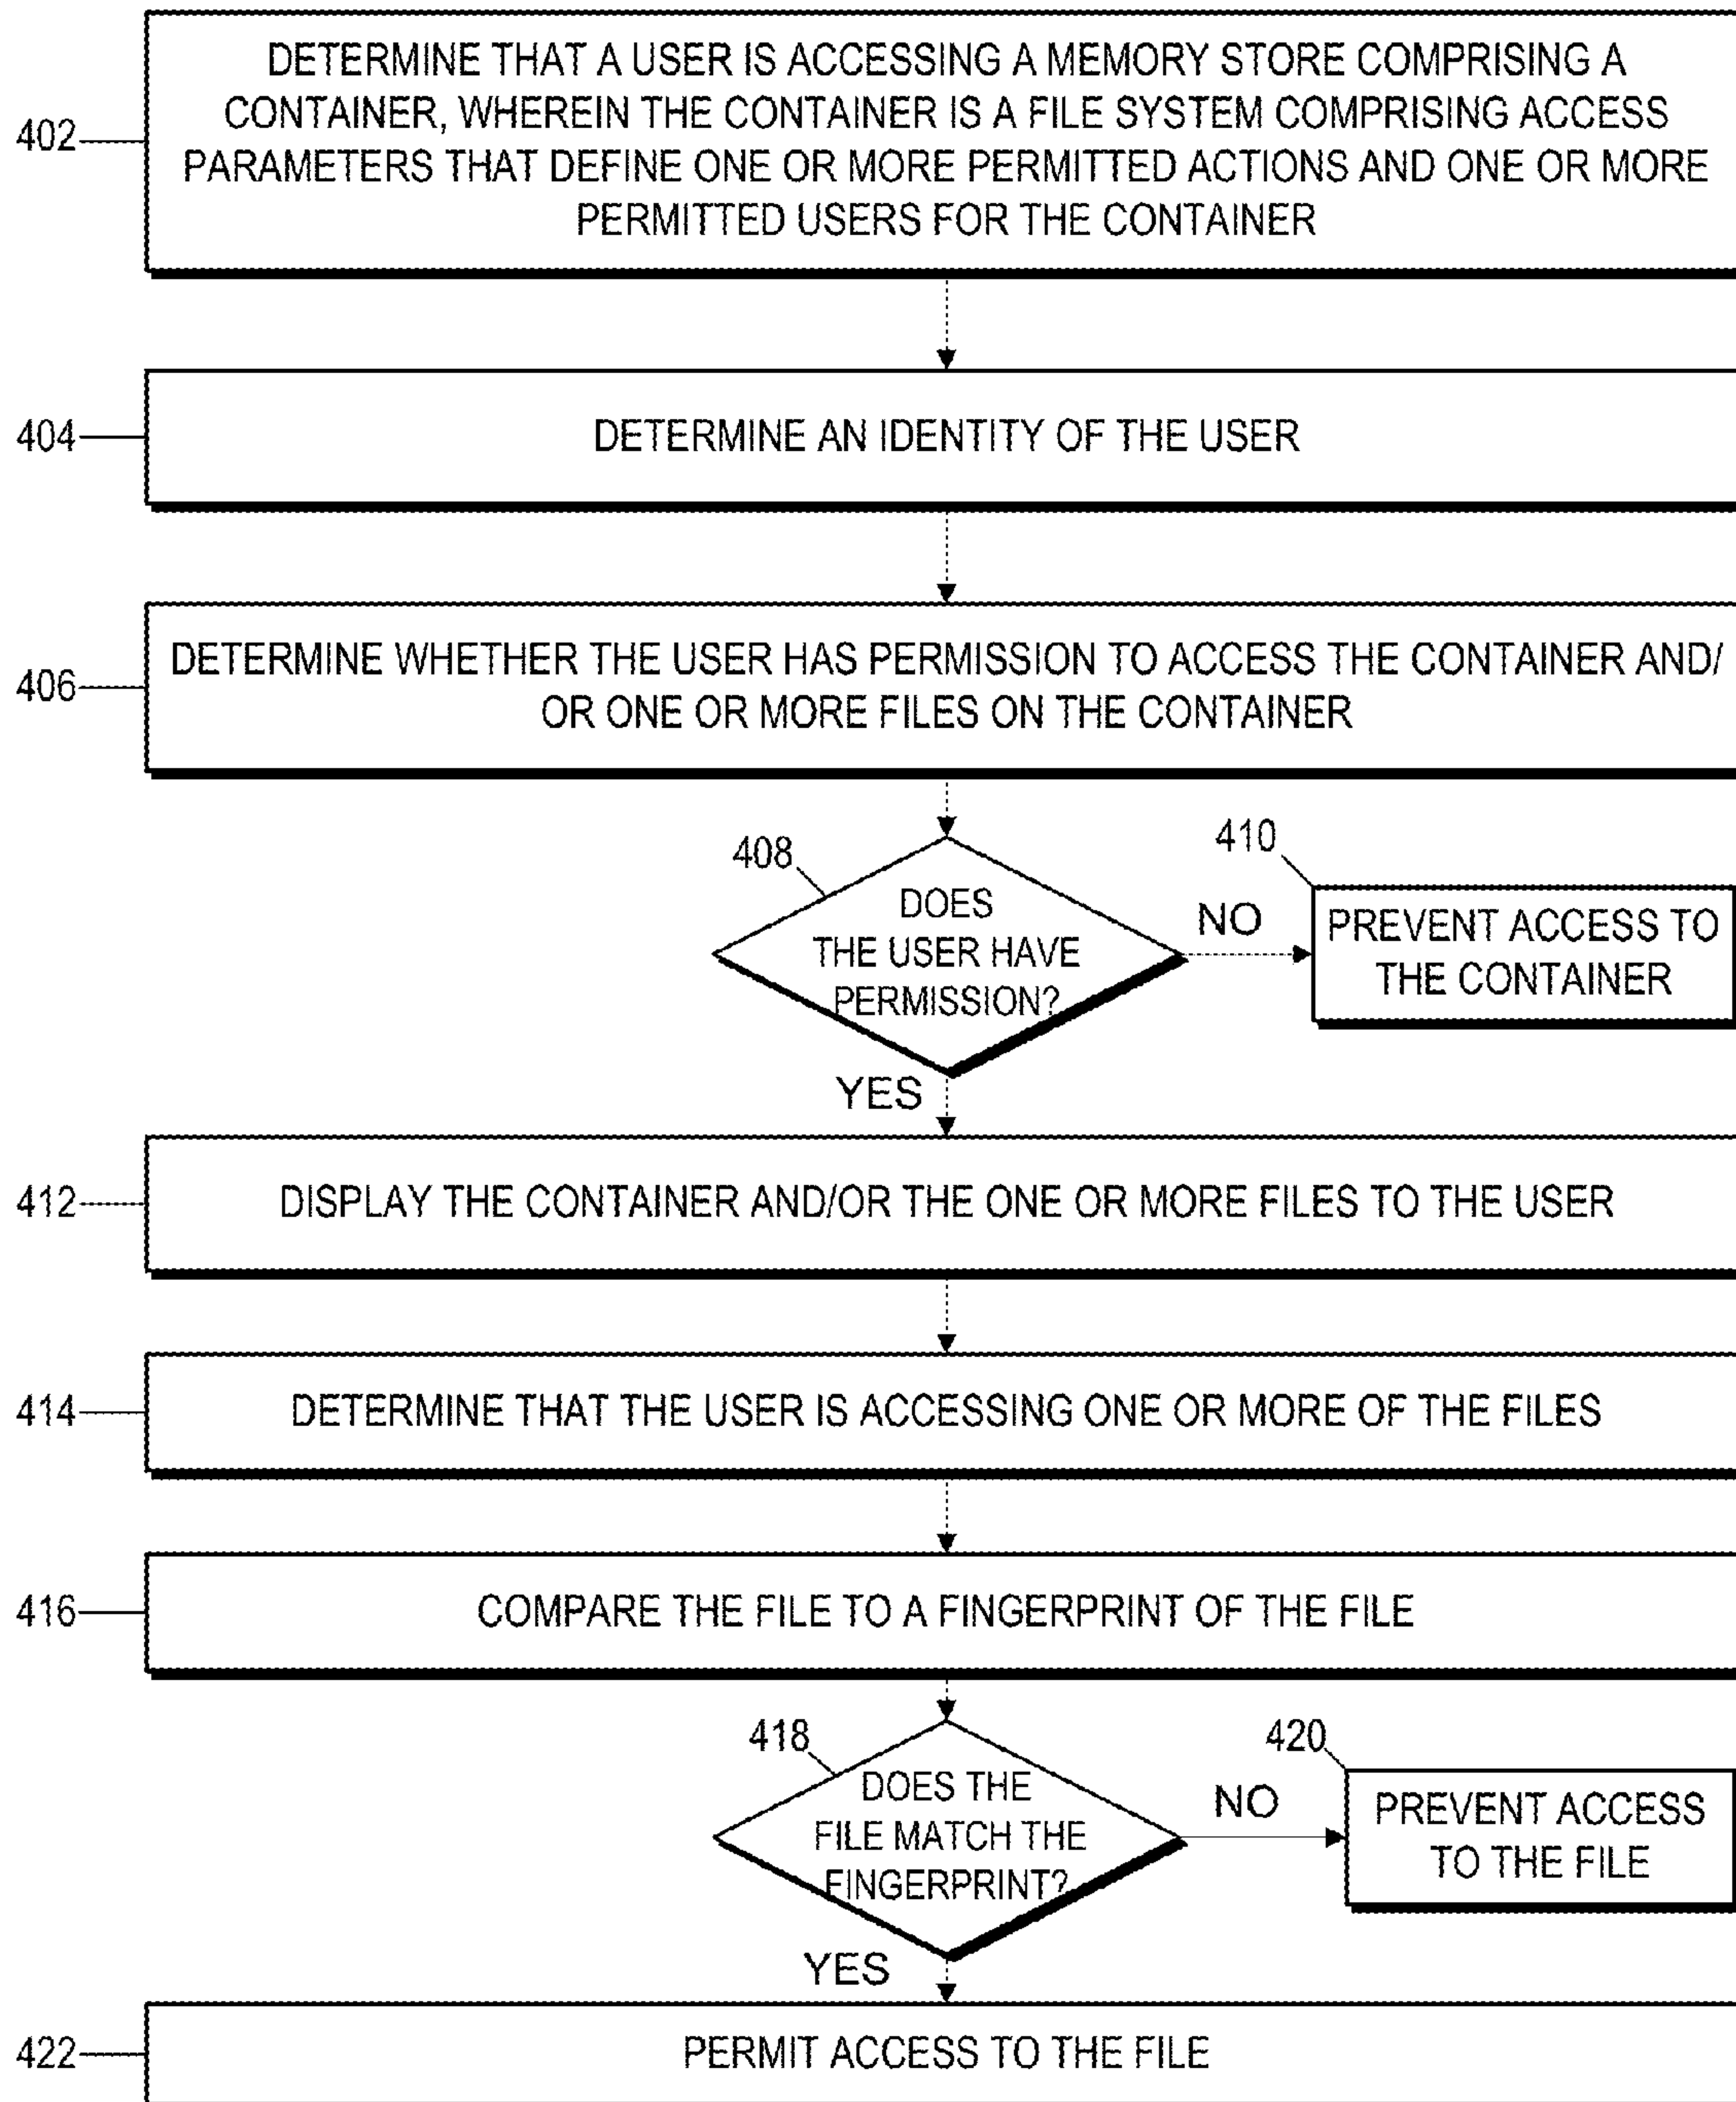 402
DETERMINE THAT A USER IS ACCESSING A MEMORY STORE COMPRISING A
CONTAINER, WHEREIN THE CONTAINER IS A FILE SYSTEM COMPRISING ACCESS
PARAMETERS THAT DEFINE ONE OR MORE PERMITTED ACTIONS AND ONE OR MORE
PERMITTED USERS FOR THE CONTAINER
404
DETERMINE AN IDENTITY OF THE USER
406
DETERMINE WHETHER THE USER HAS PERMISSION TO ACCESS THE CONTAINER AND/
OR ONE OR MORE FILES ON THE CONTAINER
408
DOES
THE USER HAVE
PERMISSION?
NO
410
PREVENT ACCESS TO
THE CONTAINER
YES
412
DISPLAY THE CONTAINER AND/OR THE ONE OR MORE FILES TO THE USER
414
DETERMINE THAT THE USER IS ACCESSING ONE OR MORE OF THE FILES
416
COMPARE THE FILE TO A FINGERPRINT OF THE FILE
418
DOES THE
FILE MATCH THE
FINGERPRINT?
NO
420
PREVENT ACCESS
TO THE FILE
YES
422
PERMIT ACCESS TO THE FILE